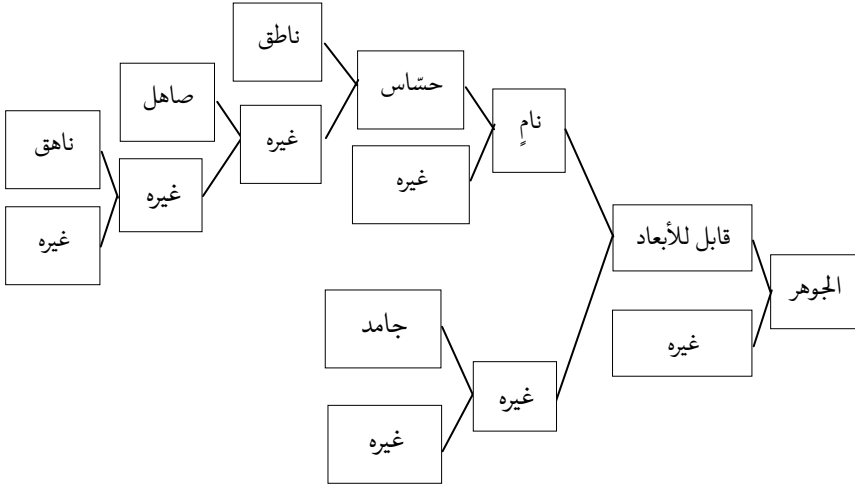 الجوهر
قابل للأبعاد
غيره
نامٍ
غيره
حسّاس
غيره
ناطق
غيره
صاهل
غيره
ناهق
غيره
جامد
غيره